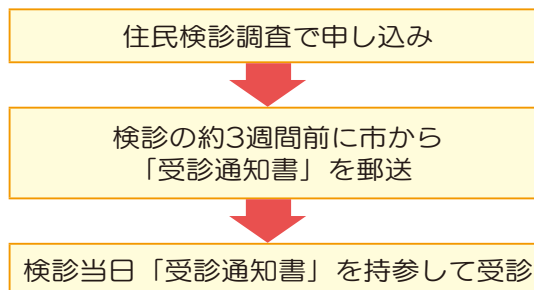 住民検診調査で申し込み
検診の約3週間前に市から
「受診通知書」を郵送
検診当日「受診通知書」を持参して受診